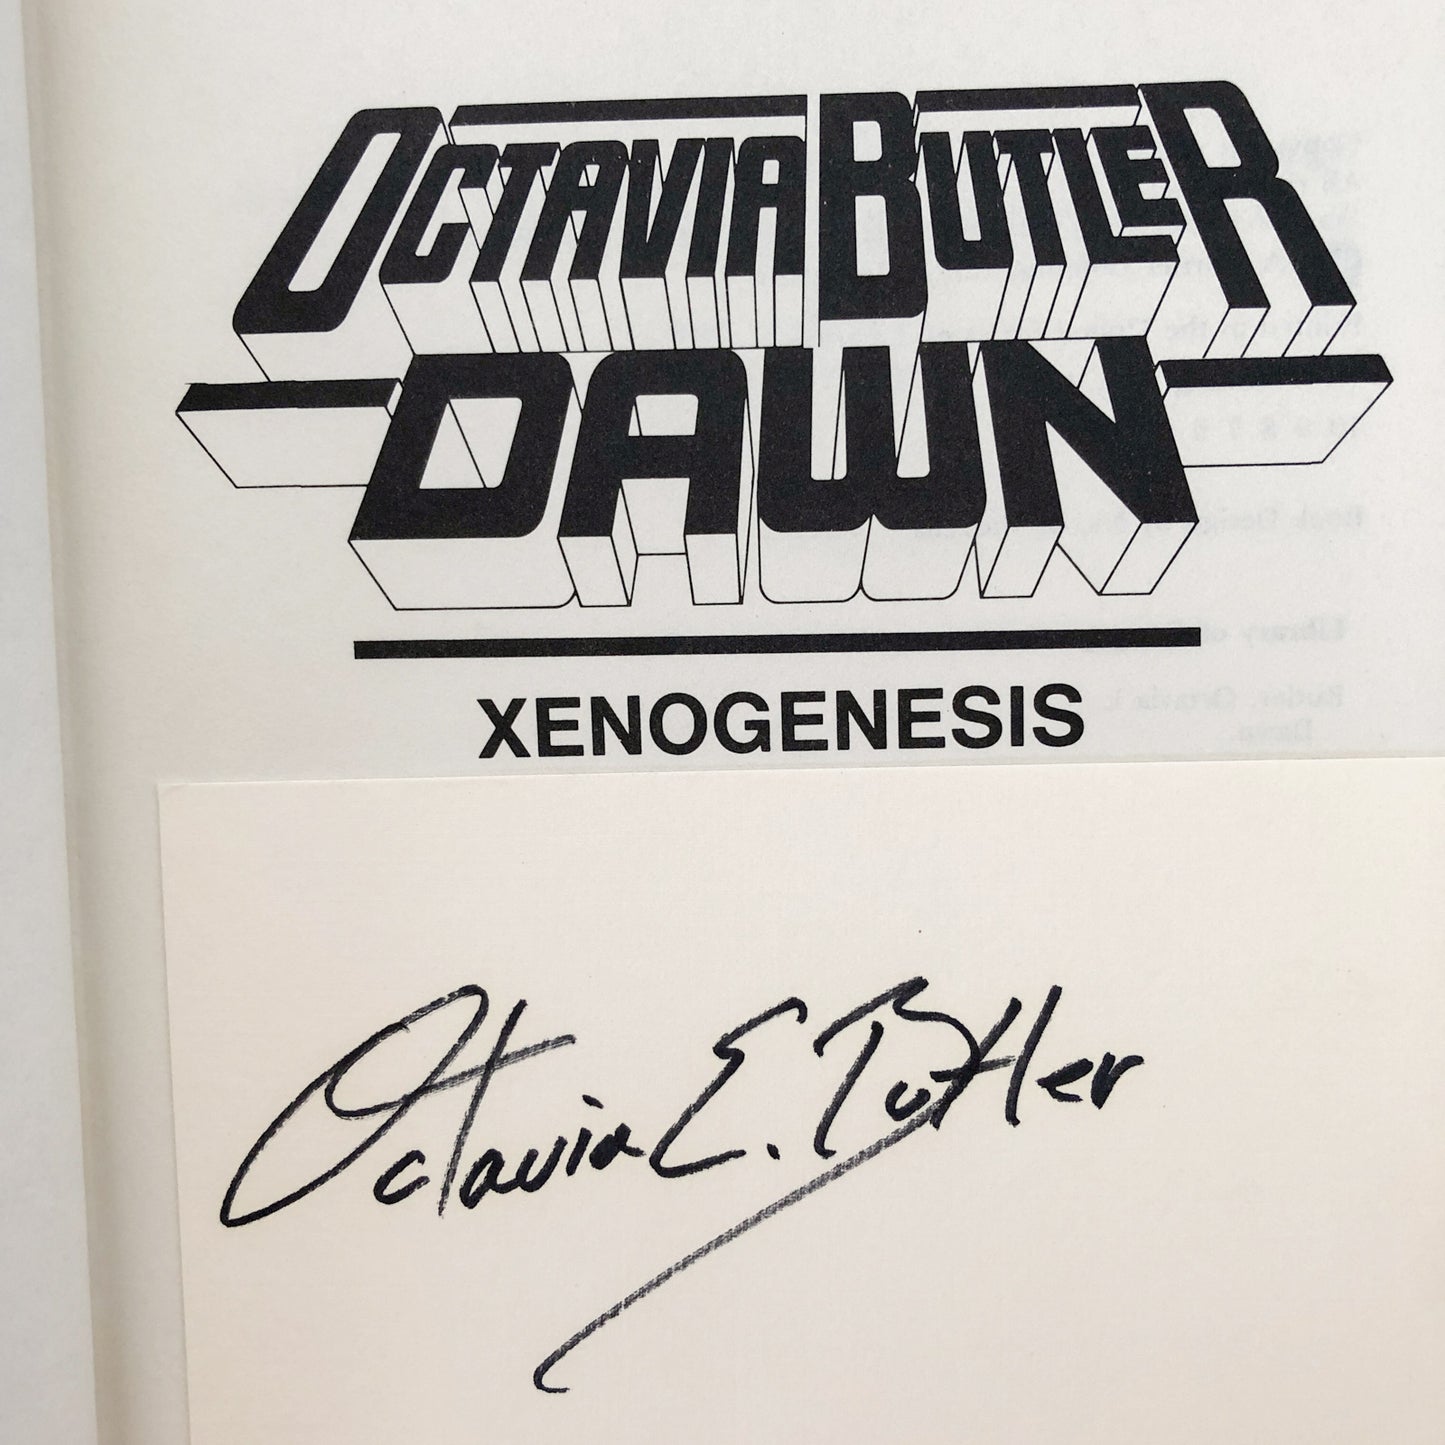 OCTAVIA BUTLER
DAWN
XENOGENESIS
Octavia E. Butler